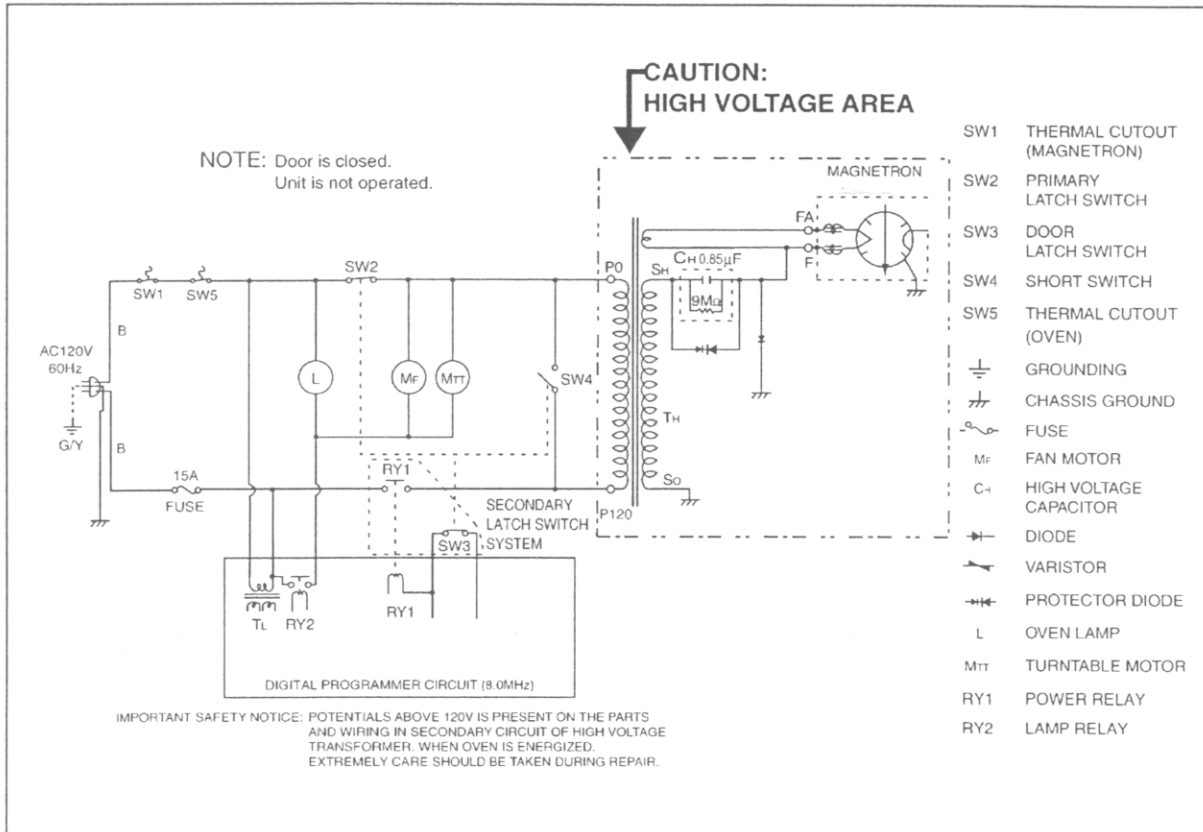 CAUTION:
HIGH VOLTAGE AREA
NOTE: Door is closed.
Unit is not operated.
MAGNETRON
FA
F
CH 0.85µF
9MΩ
P0
SH
TH
SO
P120
SW1
SW5
SW2
B
AC120V
60Hz
G/Y
B
L
MF
MTT
SW4
15A
FUSE
RY1
SECONDARY
LATCH SWITCH
SYSTEM
SW3
TL
RY2
RY1
DIGITAL PROGRAMMER CIRCUIT (8.0MHz)
IMPORTANT SAFETY NOTICE: POTENTIALS ABOVE 120V IS PRESENT ON THE PARTS
AND WIRING IN SECONDARY CIRCUIT OF HIGH VOLTAGE
TRANSFORMER. WHEN OVEN IS ENERGIZED.
EXTREMELY CARE SHOULD BE TAKEN DURING REPAIR.
SW1 THERMAL CUTOUT
(MAGNETRON)
SW2 PRIMARY
LATCH SWITCH
SW3 DOOR
LATCH SWITCH
SW4 SHORT SWITCH
SW5 THERMAL CUTOUT
(OVEN)
GROUNDING
CHASSIS GROUND
FUSE
MF FAN MOTOR
CH HIGH VOLTAGE
CAPACITOR
DIODE
VARISTOR
PROTECTOR DIODE
L OVEN LAMP
MTT TURNTABLE MOTOR
RY1 POWER RELAY
RY2 LAMP RELAY